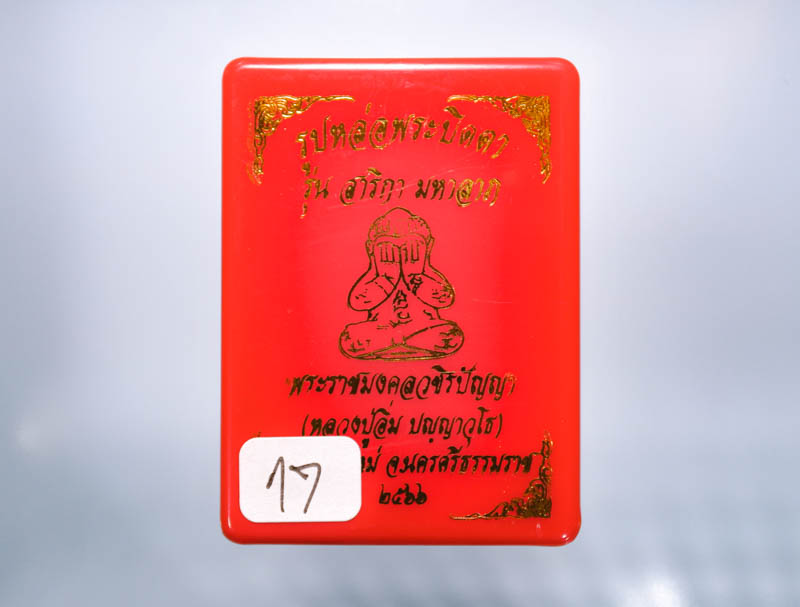 รูปหล่อพระปิดตา
รุ่น สาริกา มหาลาภ
พระราชมงคลวชิรปัญญา
(หลวงปู่อิ่ม ปญฺญาวุโธ)
จ.นครศรีธรรมราช
๒๕๖๖
17